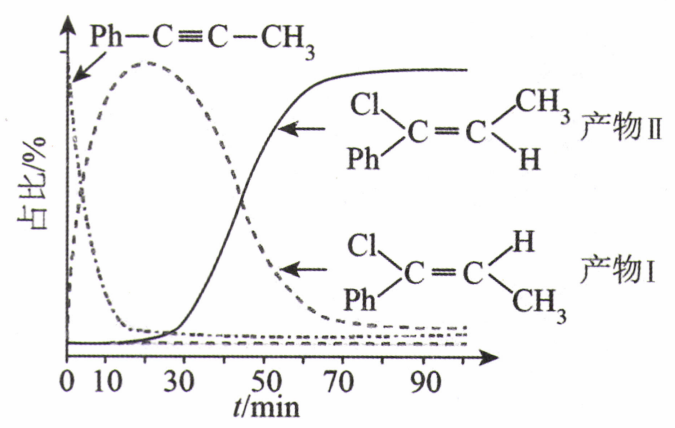 Ph—C≡C—CH₃
占比/%
Cl CH₃
C=C
Ph H
产物Ⅱ
Cl H
C=C
Ph CH₃
产物Ⅰ
0 10 30 50 70 90
t/min